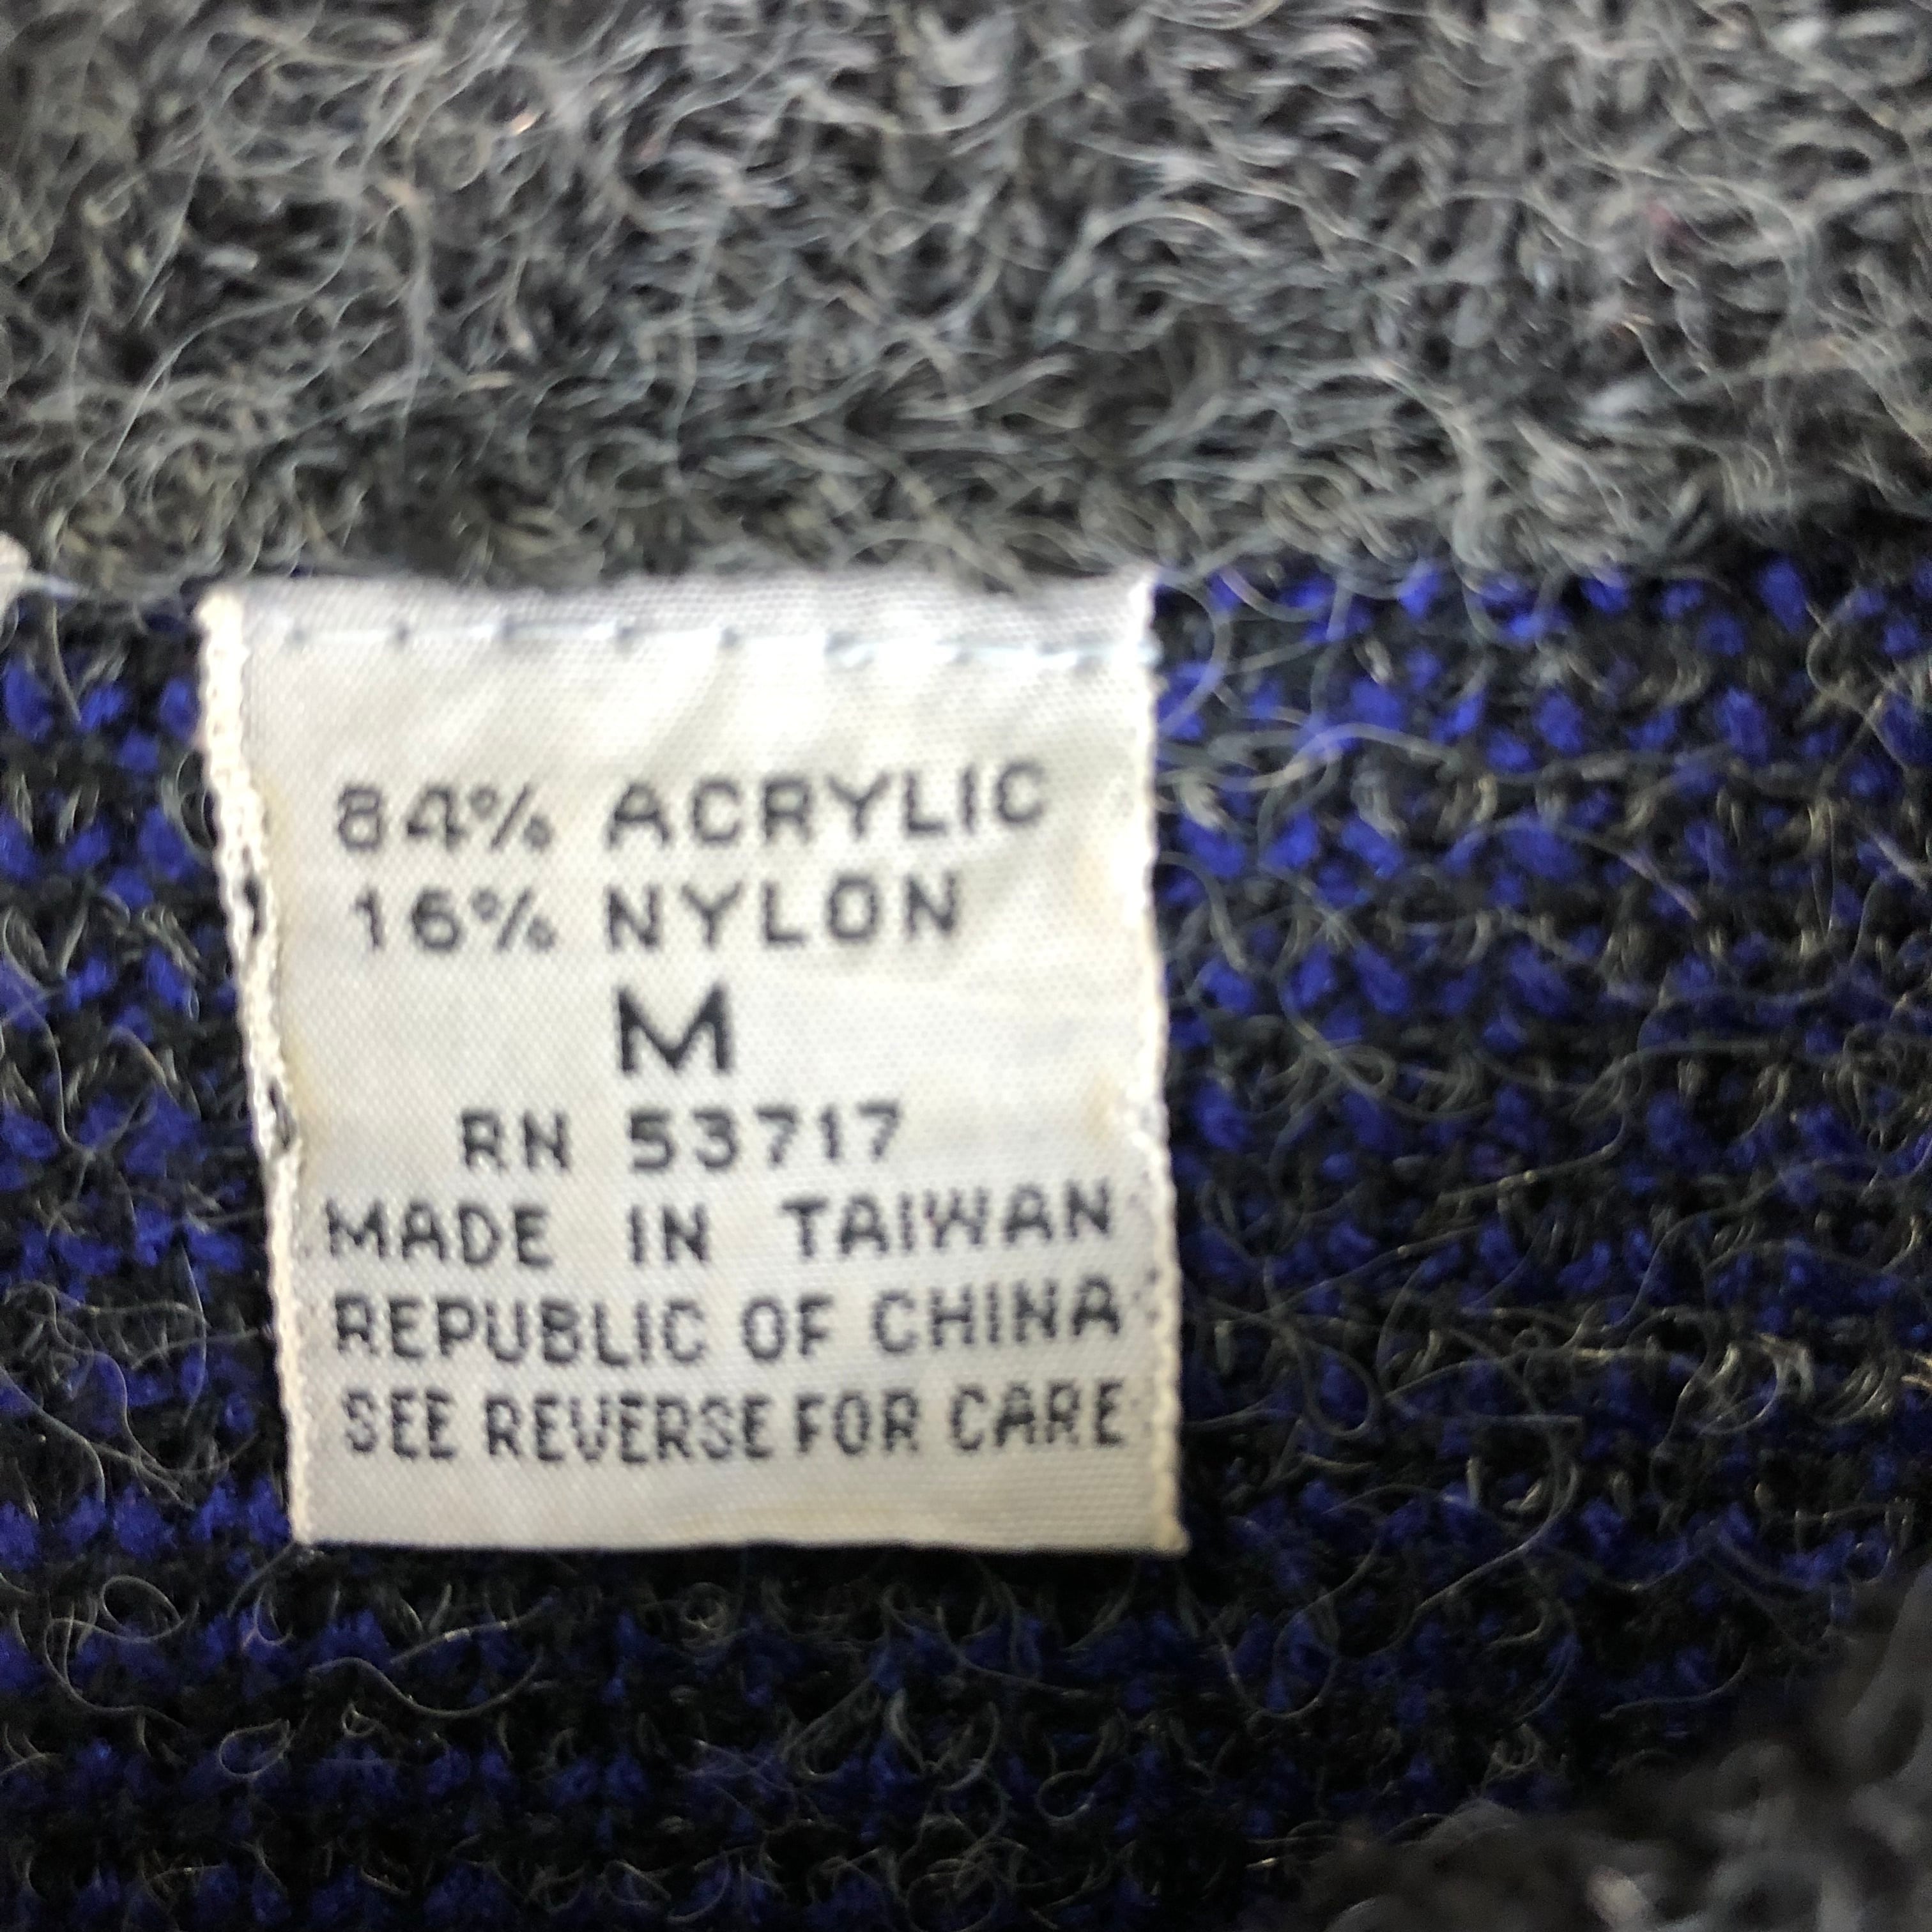 84% ACRYLIC
16% NYLON
M
RN 53717
MADE IN TAIWAN
REPUBLIC OF CHINA
SEE REVERSE FOR CARE